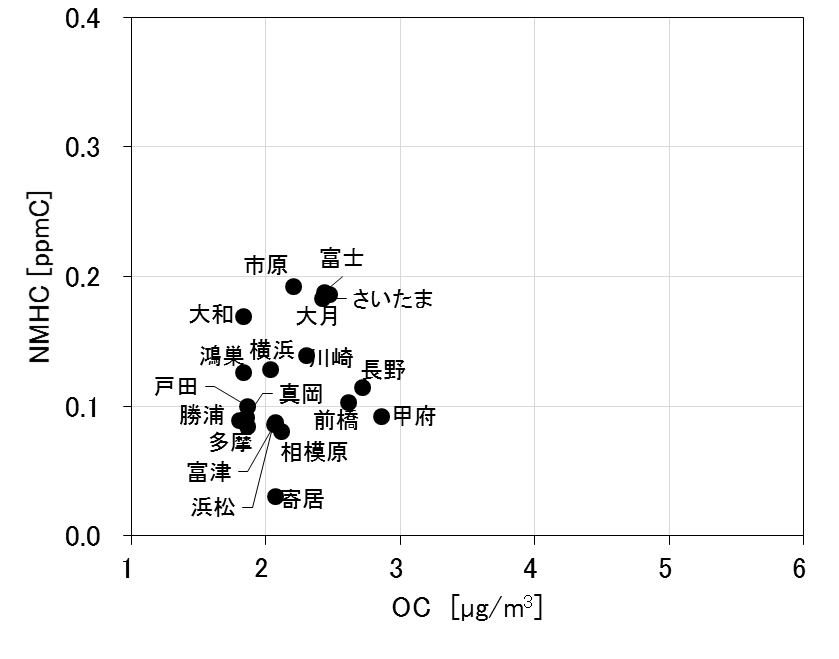 0.4
0.3
0.2
0.1
0.0
NMHC [ppmC]
市原
富士
さいたま
大月
大和
鴻巣
横浜
川崎
長野
戸田
真岡
勝浦
前橋
甲府
多摩
相模原
富津
浜松
寄居
1 2 3 4 5 6
OC [μg/m³]